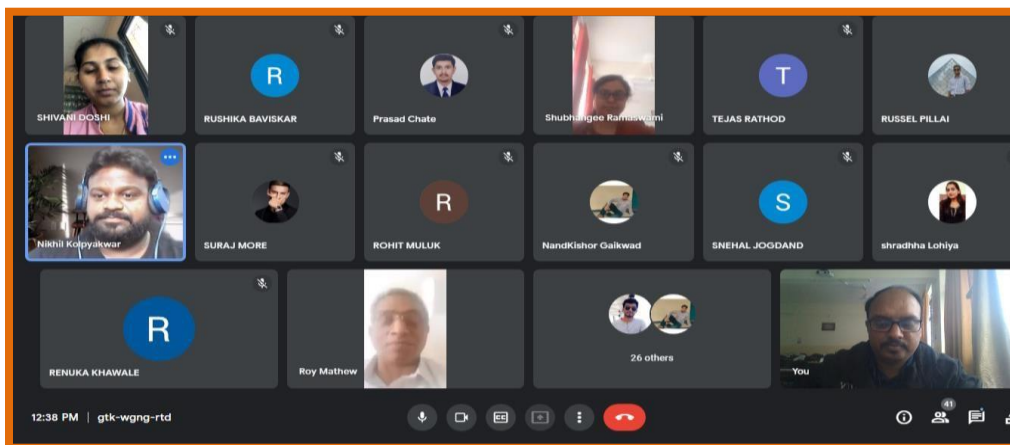 SHIVANI DOSHI
R
RUSHIKA BAVISKAR
Prasad Chate
Shubhangee Ramaswami
T
TEJAS RATHOD
RUSSEL PILLAI
Nikhil Kolpyakwar
SURAJ MORE
R
ROHIT MULUK
NandKishor Gaikwad
S
SNEHAL JOGDAND
shradhha Lohiya
R
RENUKA KHAWALE
Roy Mathew
26 others
You
12:38 PM | gtk-wgng-rtd
CC
41